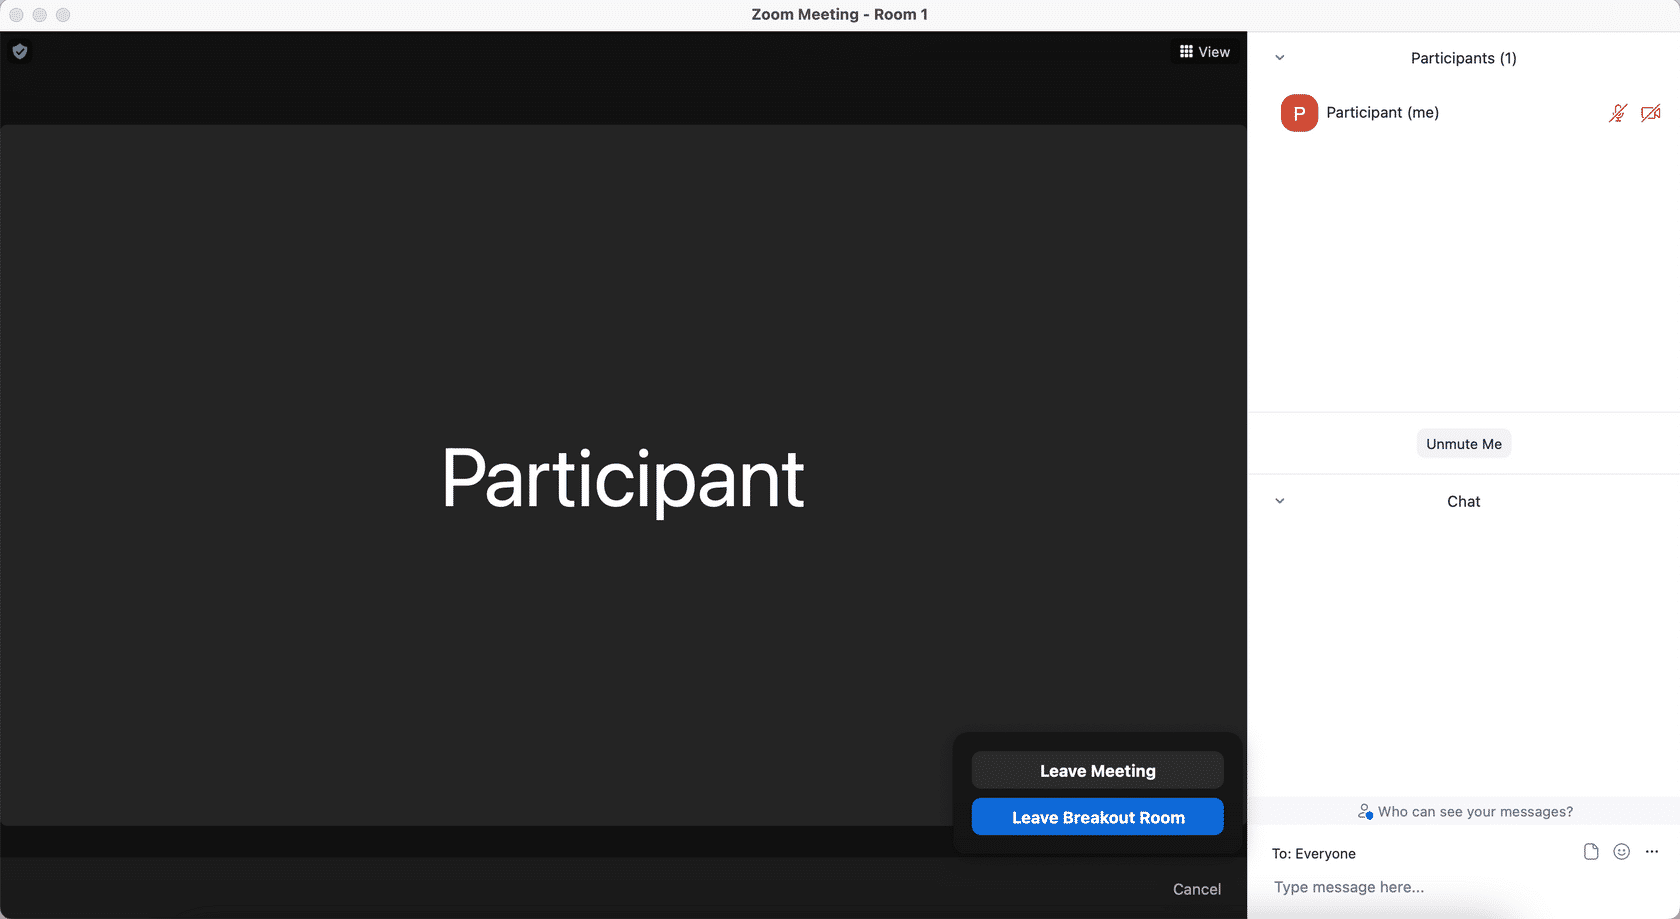 Zoom Meeting - Room 1
View
Participants (1)
P
Participant (me)
Participant
Unmute Me
Chat
Leave Meeting
Leave Breakout Room
Who can see your messages?
To: Everyone
Cancel
Type message here...